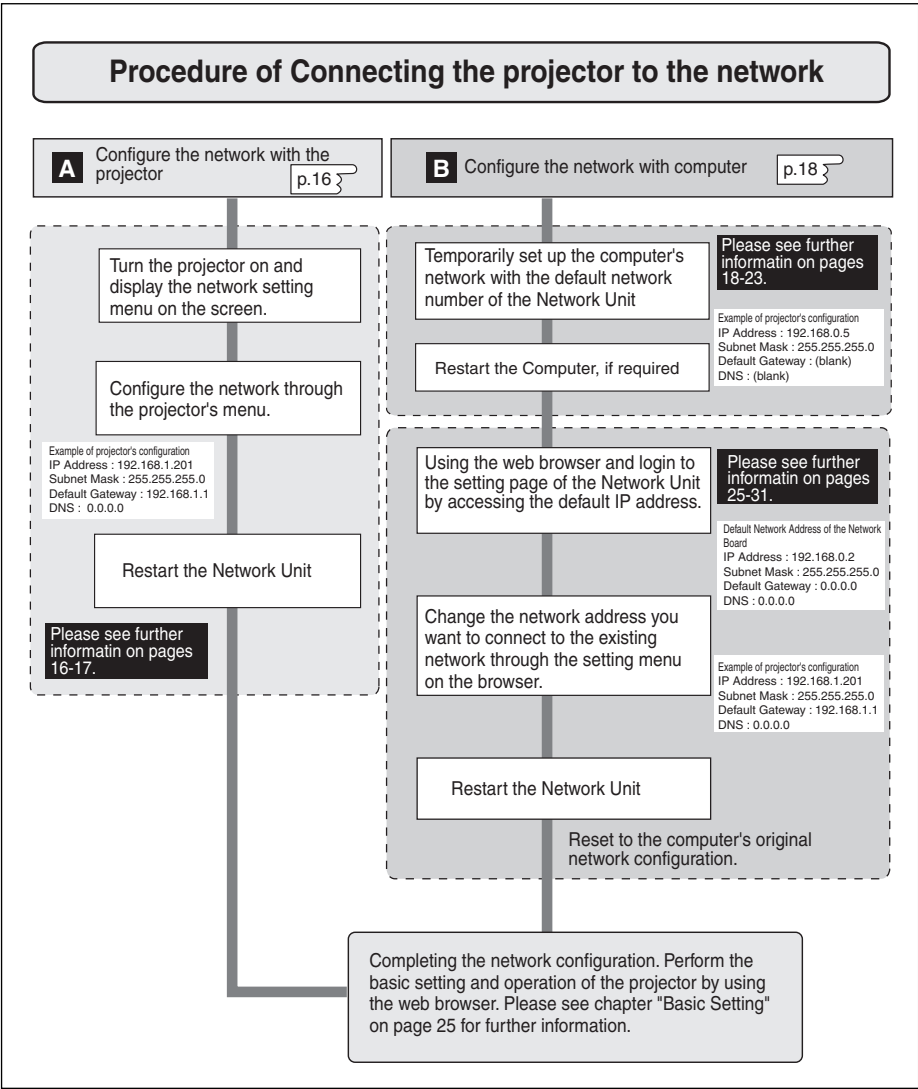 Procedure of Connecting the projector to the network
A
Configure the network with the
projector
p.16
Turn the projector on and
display the network setting
menu on the screen.
Configure the network through
the projector's menu.
Example of projector's configuration
IP Address : 192.168.1.201
Subnet Mask : 255.255.255.0
Default Gateway : 192.168.1.1
DNS : 0.0.0.0
Restart the Network Unit
Please see further
informatin on pages
16-17.
B
Configure the network with computer
p.18
Temporarily set up the computer's
network with the default network
number of the Network Unit
Please see further
informatin on pages
18-23.
Example of projector's configuration
IP Address : 192.168.0.5
Subnet Mask : 255.255.255.0
Default Gateway : (blank)
DNS : (blank)
Restart the Computer, if required
Using the web browser and login to
the setting page of the Network Unit
by accessing the default IP address.
Please see further
informatin on pages
25-31.
Default Network Address of the Network
Board
IP Address : 192.168.0.2
Subnet Mask : 255.255.255.0
Default Gateway : 0.0.0.0
DNS : 0.0.0.0
Change the network address you
want to connect to the existing
network through the setting menu
on the browser.
Example of projector's configuration
IP Address : 192.168.1.201
Subnet Mask : 255.255.255.0
Default Gateway : 192.168.1.1
DNS : 0.0.0.0
Restart the Network Unit
Reset to the computer's original
network configuration.
Completing the network configuration. Perform the
basic setting and operation of the projector by using
the web browser. Please see chapter "Basic Setting"
on page 25 for further information.